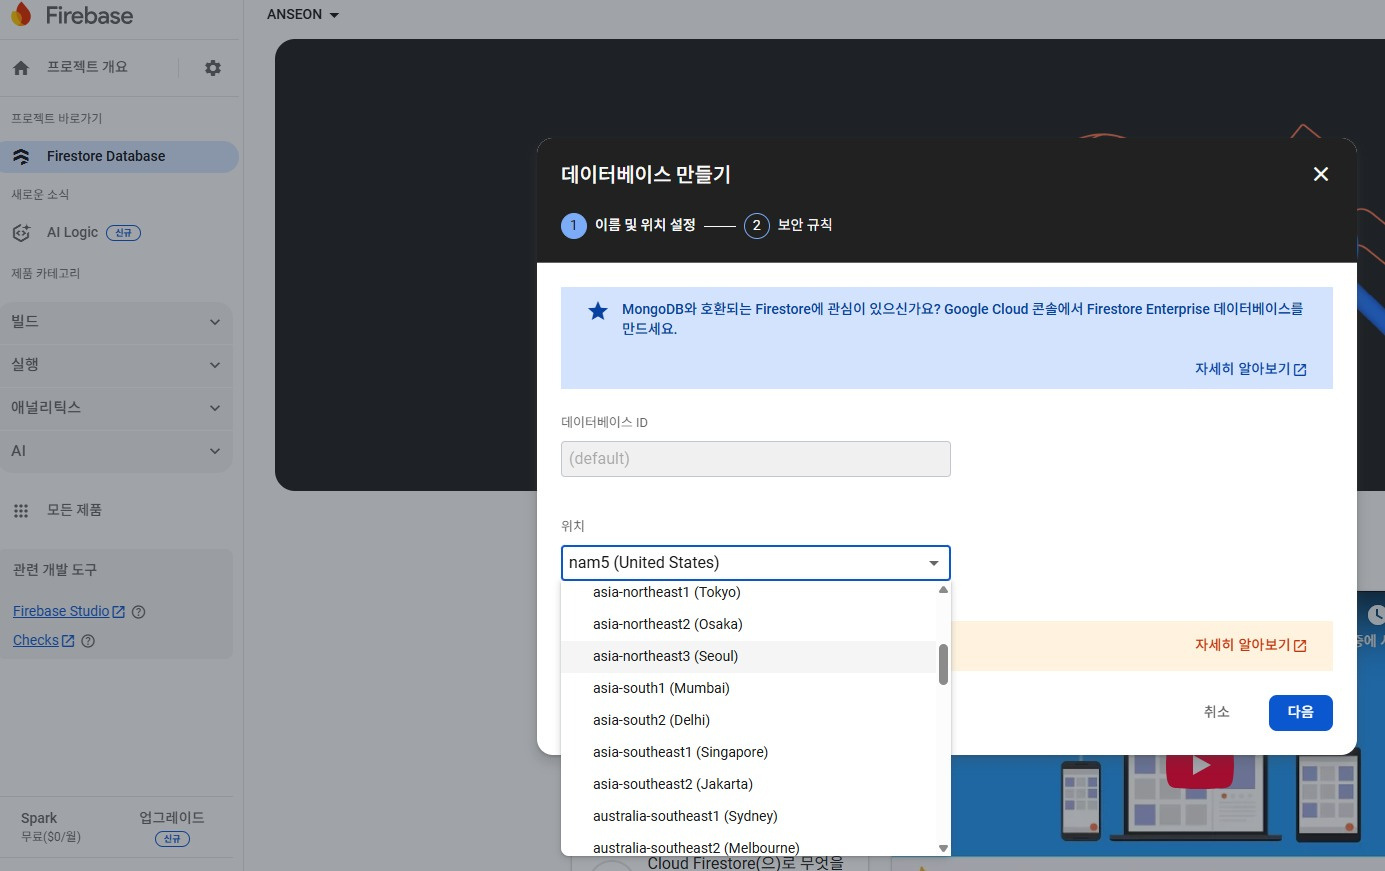 Firebase
ANSEON
프로젝트 개요
프로젝트 바로가기
Firestore Database
새로운 소식
AI Logic 신규
제품 카테고리
빌드
실행
애널리틱스
AI
모든 제품
관련 개발 도구
Firebase Studio
Checks
Spark
무료($0/월)
업그레이드
신규
데이터베이스 만들기
1 이름 및 위치 설정
2 보안 규칙
MongoDB와 호환되는 Firestore에 관심이 있으신가요? Google Cloud 콘솔에서 Firestore Enterprise 데이터베이스를
만드세요.
자세히 알아보기
데이터베이스 ID
(default)
위치
nam5 (United States)
asia-northeast1 (Tokyo)
asia-northeast2 (Osaka)
asia-northeast3 (Seoul)
asia-south1 (Mumbai)
asia-south2 (Delhi)
asia-southeast1 (Singapore)
asia-southeast2 (Jakarta)
australia-southeast1 (Sydney)
australia-southeast2 (Melbourne)
자세히 알아보기
취소
다음
Cloud Firestore(으)로 무엇을